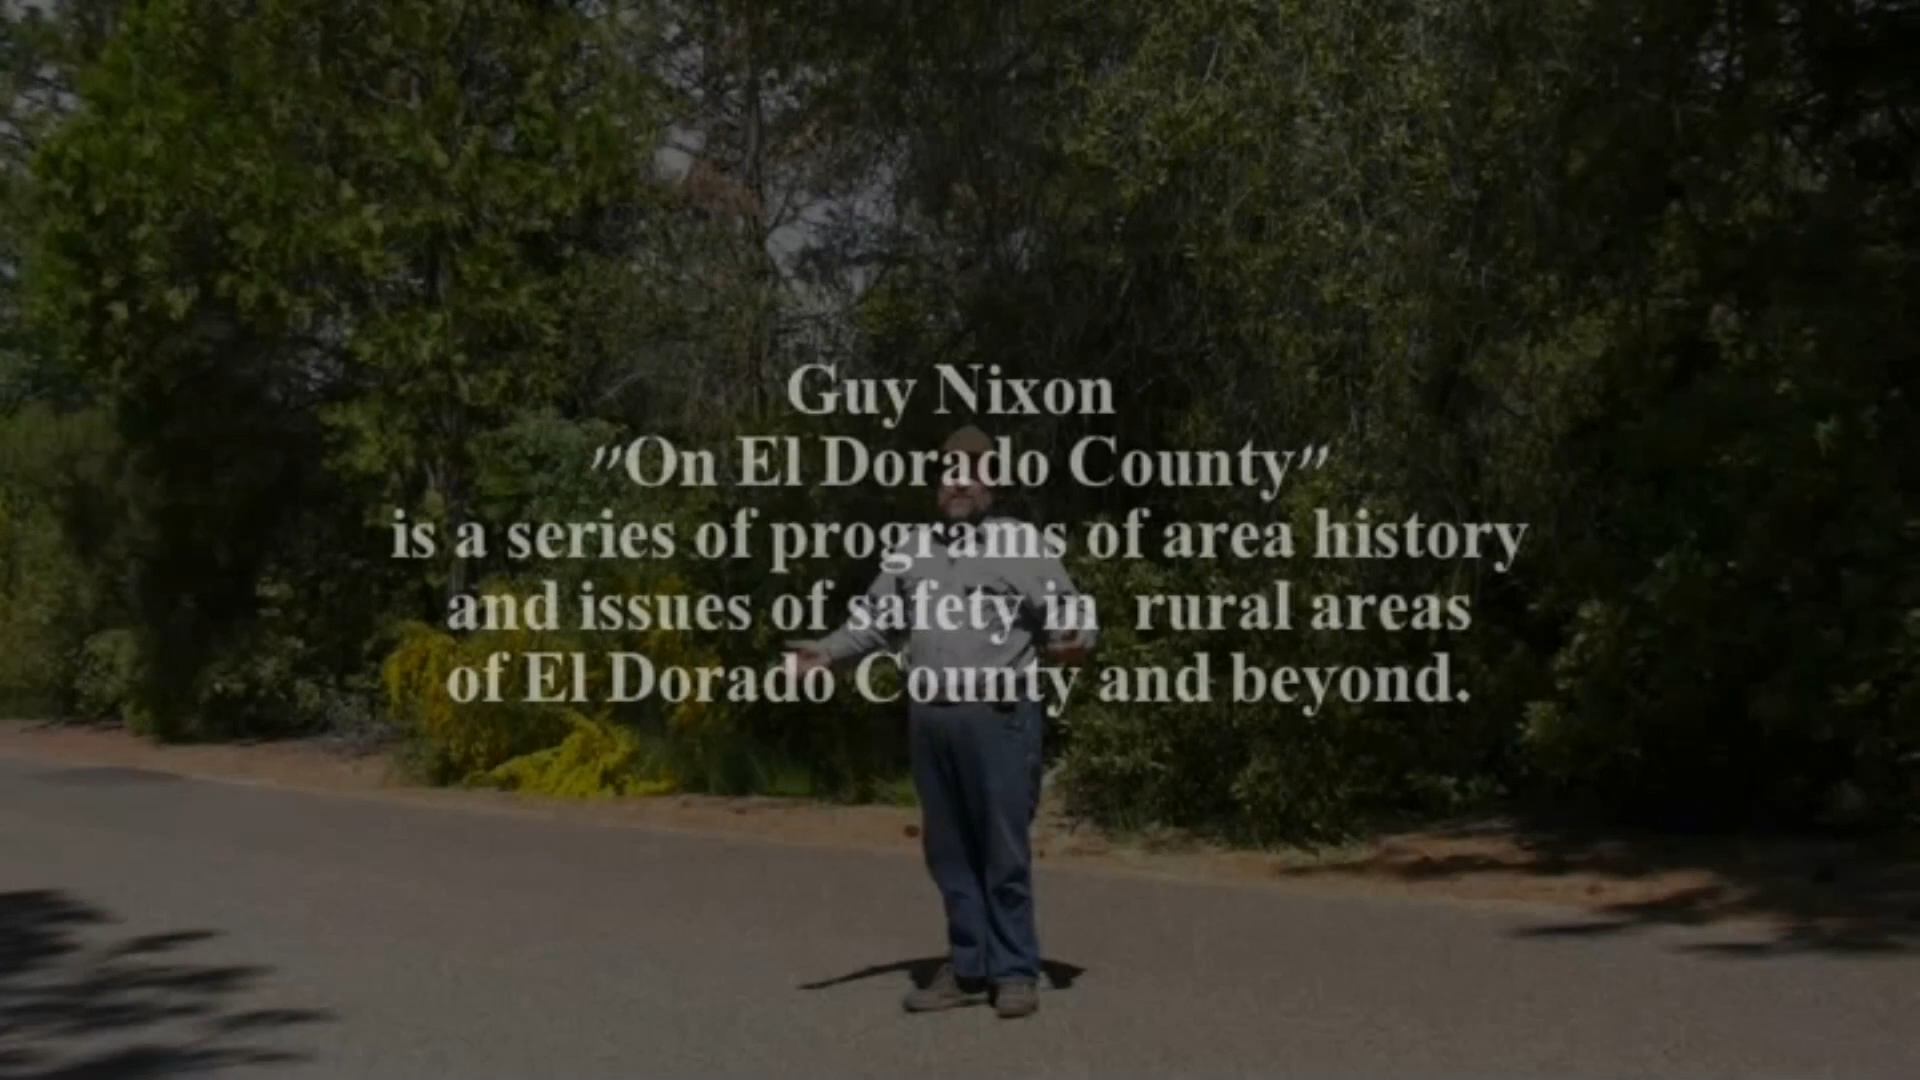 Guy Nixon
"On El Dorado County"
is a series of programs of area history
and issues of safety in rural areas
of El Dorado County and beyond.